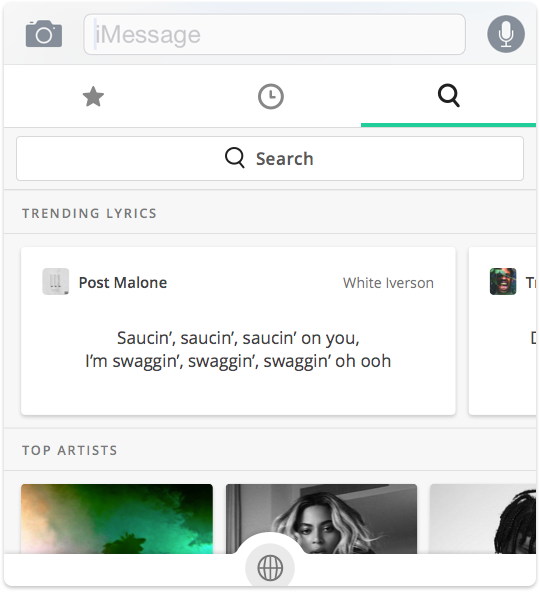 iMessage
Search
TRENDING LYRICS
Post Malone
White Iverson
Saucin’, saucin’, saucin’ on you,
I’m swaggin’, swaggin’, swaggin’ oh ooh
TOP ARTISTS